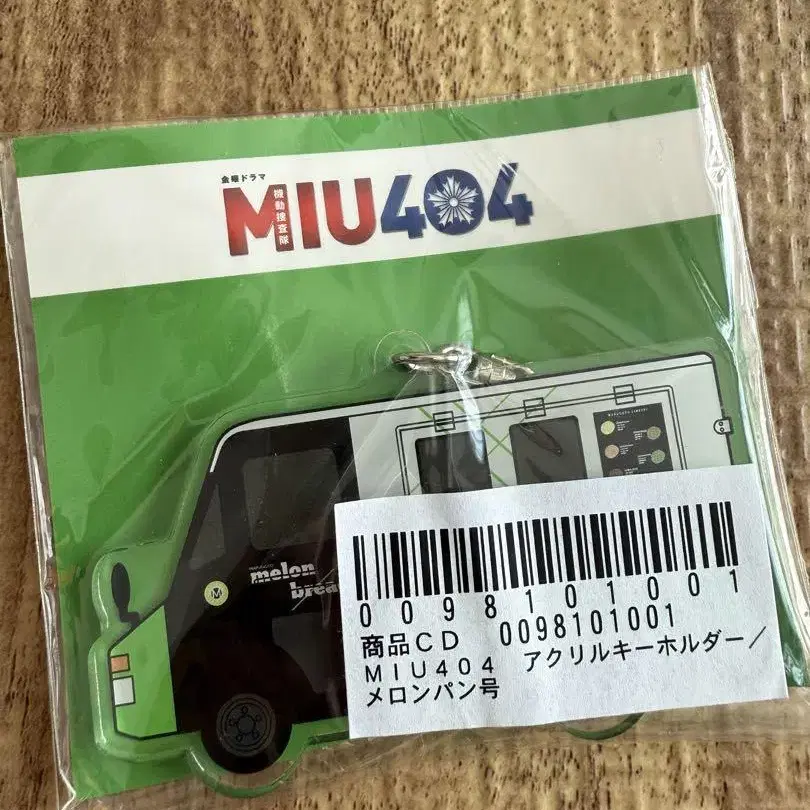 金曜ドラマ
MIU404
機動捜査隊
melon
brea
M
0098101001
商品CD 0098101001
MIU404 アクリルキーホルダー/
メロンパン号